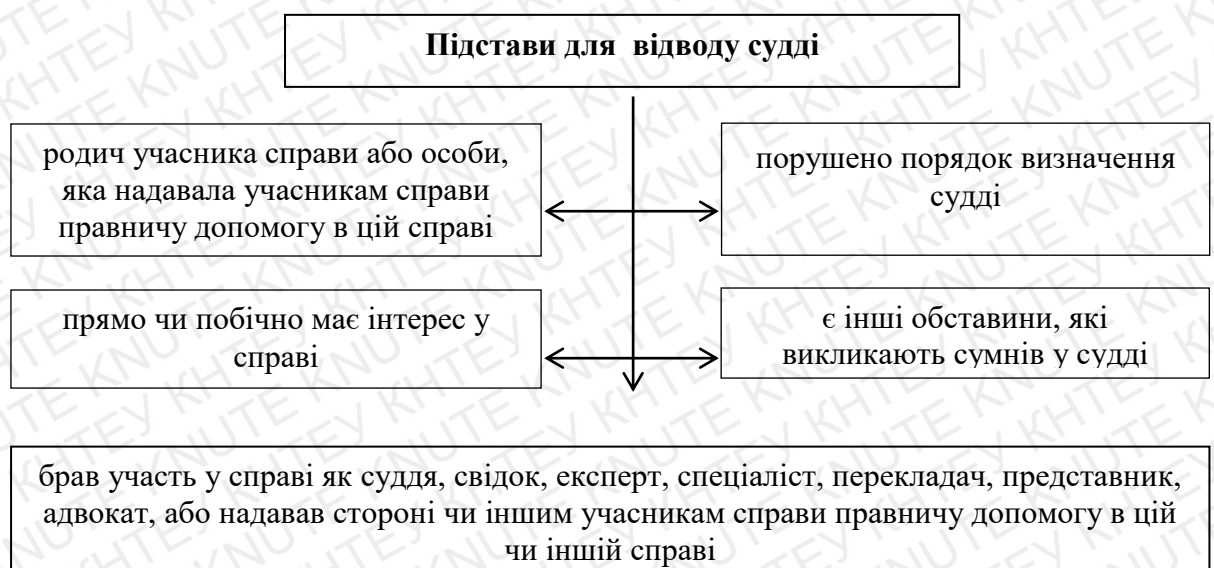 Підстави для відводу судді
родич учасника справи або особи,
яка надавала учасникам справи
правничу допомогу в цій справі
порушено порядок визначення
судді
прямо чи побічно має інтерес у
справі
є інші обставини, які
викликають сумнів у судді
брав участь у справі як суддя, свідок, експерт, спеціаліст, перекладач, представник,
адвокат, або надавав стороні чи іншим учасникам справи правничу допомогу в цій
чи іншій справі